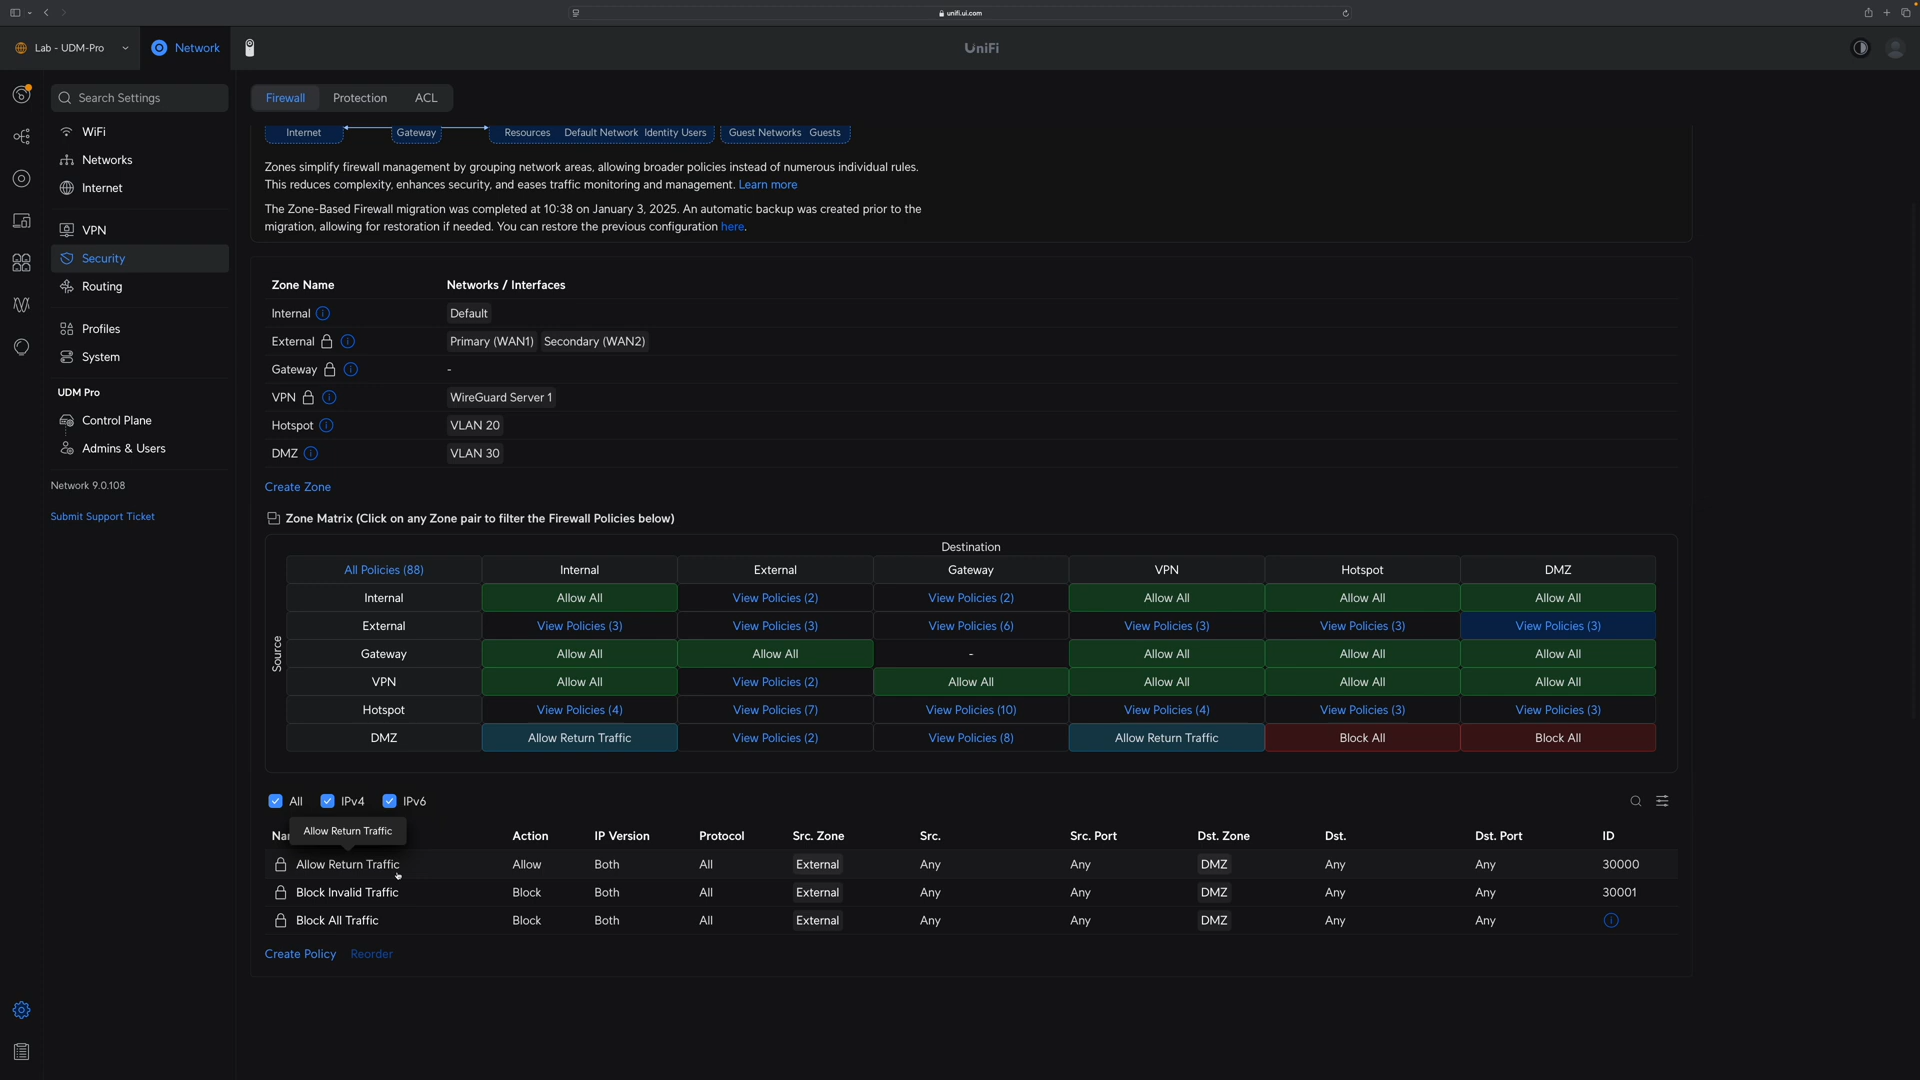 unifi.ui.com
Lab - UDM-Pro
Network
UniFi
Search Settings
WiFi
Networks
Internet
VPN
Security
Routing
Profiles
System
UDM Pro
Control Plane
Admins & Users
Network 9.0.108
Submit Support Ticket
Firewall Protection ACL
Internet Gateway Resources Default Network Identity Users Guest Networks Guests
Zones simplify firewall management by grouping network areas, allowing broader policies instead of numerous individual rules.
This reduces complexity, enhances security, and eases traffic monitoring and management. Learn more
The Zone-Based Firewall migration was completed at 10:38 on January 3, 2025. An automatic backup was created prior to the
migration, allowing for restoration if needed. You can restore the previous configuration here.
Zone Name Networks / Interfaces
Internal Default
External Primary (WAN1) Secondary (WAN2)
Gateway -
VPN WireGuard Server 1
Hotspot VLAN 20
DMZ VLAN 30
Create Zone
Zone Matrix (Click on any Zone pair to filter the Firewall Policies below)
Destination
Source
All Policies (88) Internal External Gateway VPN Hotspot DMZ
Internal Allow All View Policies (2) View Policies (2) Allow All Allow All Allow All
External View Policies (3) View Policies (3) View Policies (6) View Policies (3) View Policies (3) View Policies (3)
Gateway Allow All Allow All - Allow All Allow All Allow All
VPN Allow All View Policies (2) Allow All Allow All Allow All Allow All
Hotspot View Policies (4) View Policies (7) View Policies (10) View Policies (4) View Policies (3) View Policies (3)
DMZ Allow Return Traffic View Policies (2) View Policies (8) Allow Return Traffic Block All Block All
All IPv4 IPv6
Allow Return Traffic
Action IP Version Protocol Src. Zone Src. Src. Port Dst. Zone Dst. Dst. Port ID
Allow Return Traffic Allow Both All External Any Any DMZ Any Any 30000
Block Invalid Traffic Block Both All External Any Any DMZ Any Any 30001
Block All Traffic Block Both All External Any Any DMZ Any Any
Create Policy Reorder